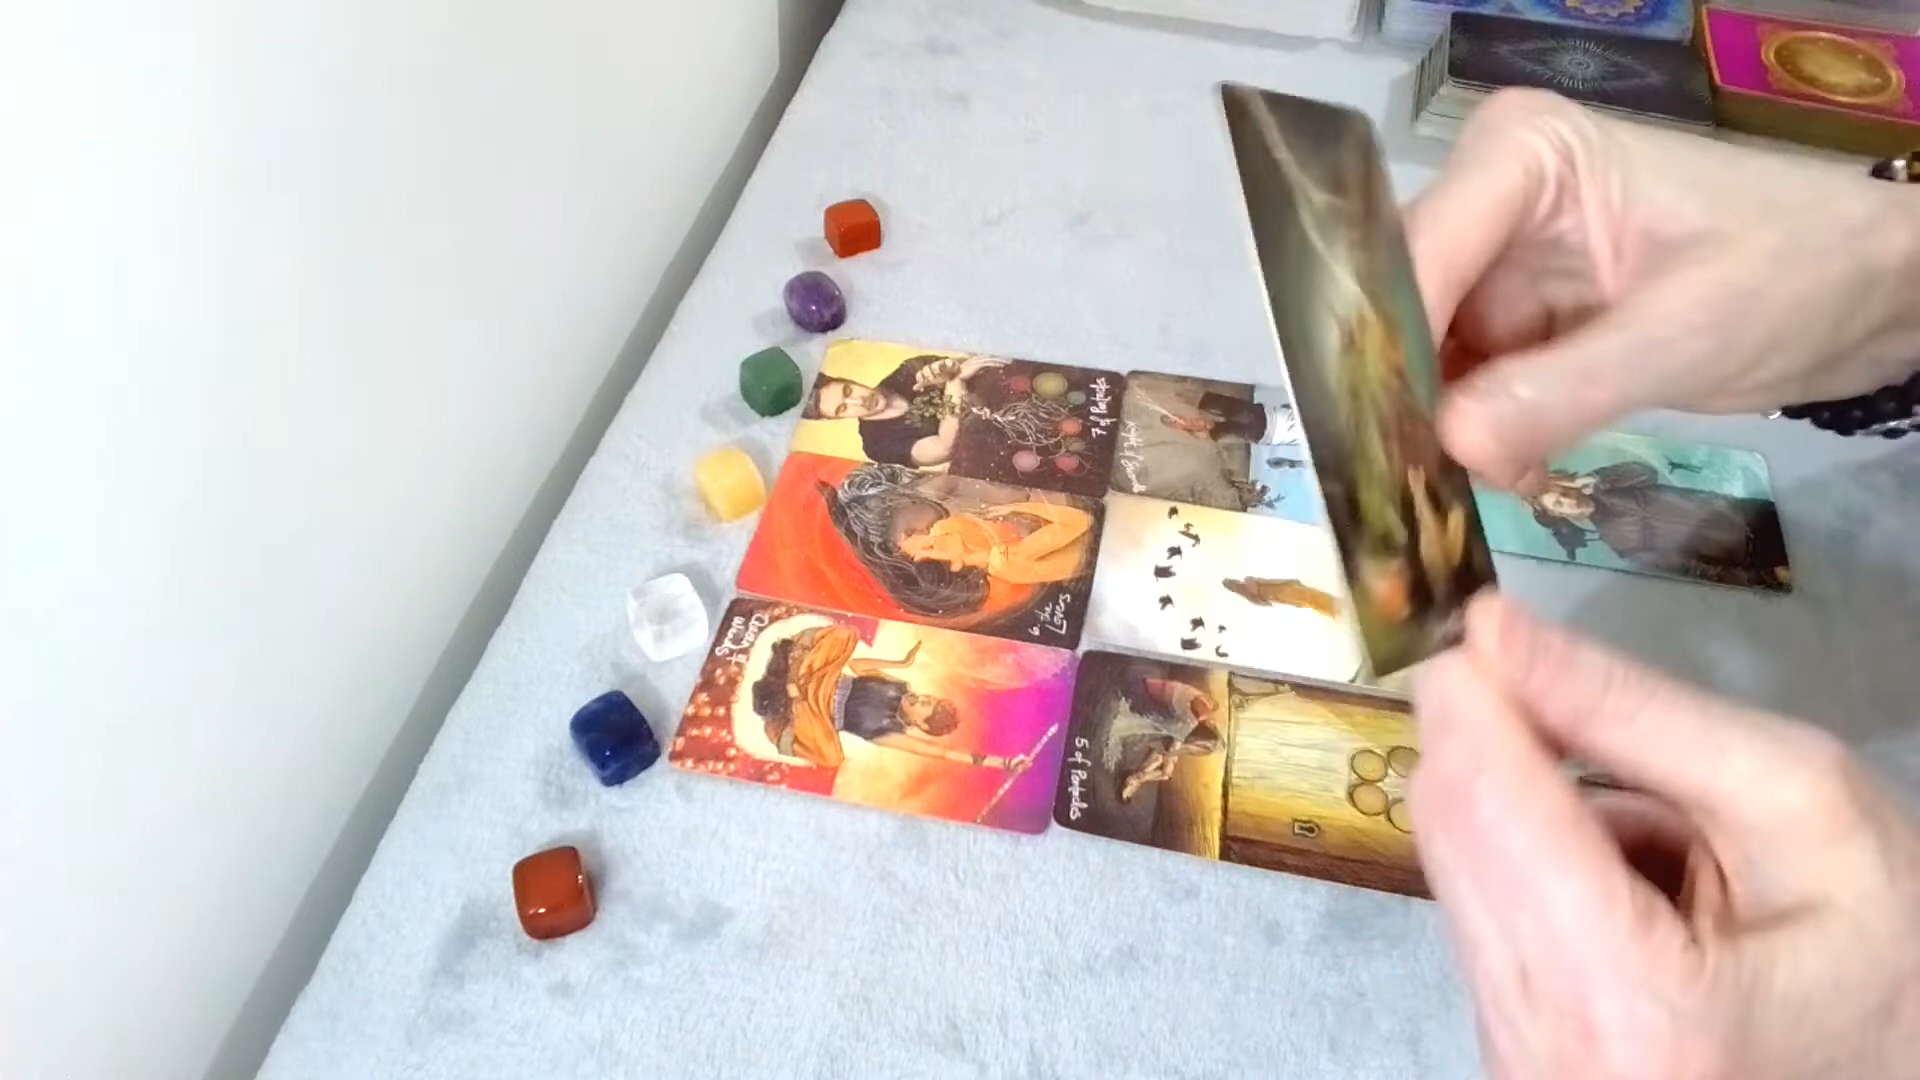 7 of Pentacles
The
Lovers
6.
Queen of
Wands
5 of Pentacles